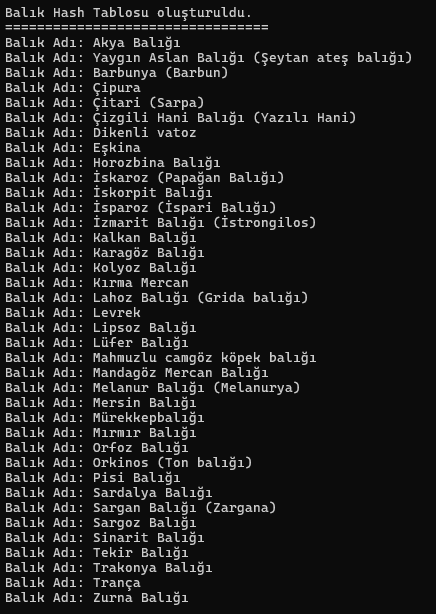 Balık Hash Tablosu oluşturuldu.
=================================
Balık Adı: Akya Balığı
Balık Adı: Yaygın Aslan Balığı (Şeytan ateş balığı)
Balık Adı: Barbunya (Barbun)
Balık Adı: Çipura
Balık Adı: Çitari (Sarpa)
Balık Adı: Çizgili Hani Balığı (Yazılı Hani)
Balık Adı: Dikenli vatoz
Balık Adı: Eşkina
Balık Adı: Horozbina Balığı
Balık Adı: İskaroz (Papağan Balığı)
Balık Adı: İskorpit Balığı
Balık Adı: İsparoz (İspari Balığı)
Balık Adı: İzmarit Balığı (İstrongilos)
Balık Adı: Kalkan Balığı
Balık Adı: Karagöz Balığı
Balık Adı: Kolyoz Balığı
Balık Adı: Kırma Mercan
Balık Adı: Lahoz Balığı (Grida balığı)
Balık Adı: Levrek
Balık Adı: Lipsoz Balığı
Balık Adı: Lüfer Balığı
Balık Adı: Mahmuzlu camgöz köpek balığı
Balık Adı: Mandagöz Mercan Balığı
Balık Adı: Melanur Balığı (Melanurya)
Balık Adı: Mersin Balığı
Balık Adı: Mürekkepbalığı
Balık Adı: Mırmır Balığı
Balık Adı: Orfoz Balığı
Balık Adı: Orkinos (Ton balığı)
Balık Adı: Pisi Balığı
Balık Adı: Sardalya Balığı
Balık Adı: Sargan Balığı (Zargana)
Balık Adı: Sargoz Balığı
Balık Adı: Sinarit Balığı
Balık Adı: Tekir Balığı
Balık Adı: Trakonya Balığı
Balık Adı: Trança
Balık Adı: Zurna Balığı